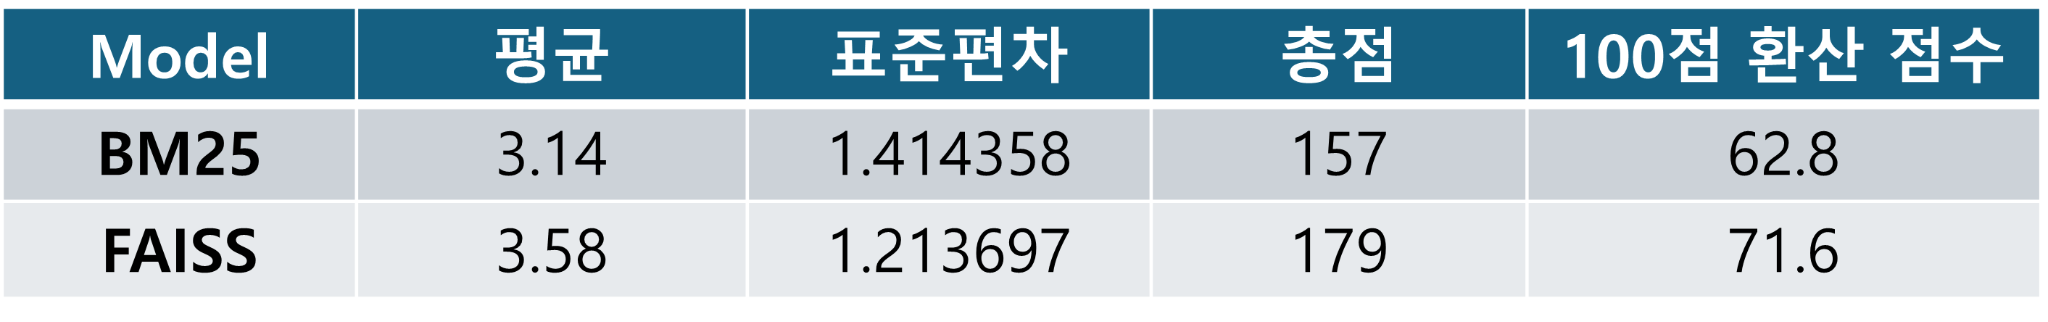 Model 평균 표준편차 총점 100점 환산 점수
BM25 3.14 1.414358 157 62.8
FAISS 3.58 1.213697 179 71.6